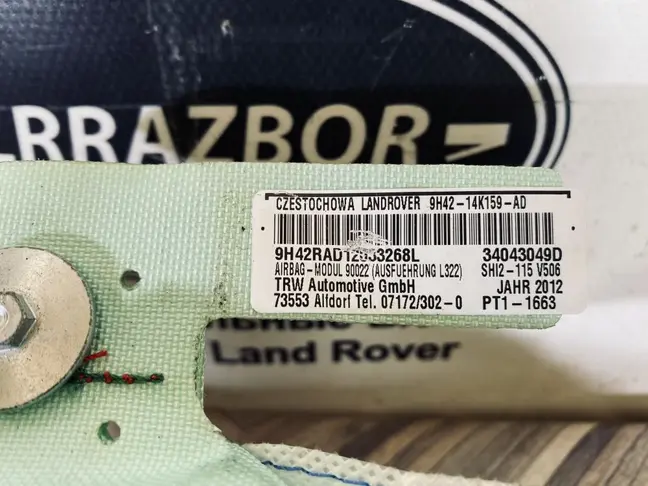 RRAZBOR
CZESTOCHOWA LANDROVER 9H42-14K159-AD
34043049D
AIRBAG-MODUL 90022 (AUSFUEHRUNG L322) SHI2-115 V506
TRW Automotive GmbH JAHR 2012
73553 Alfdorf Tel. 07172/302-0 PT1-1663
Land Rover